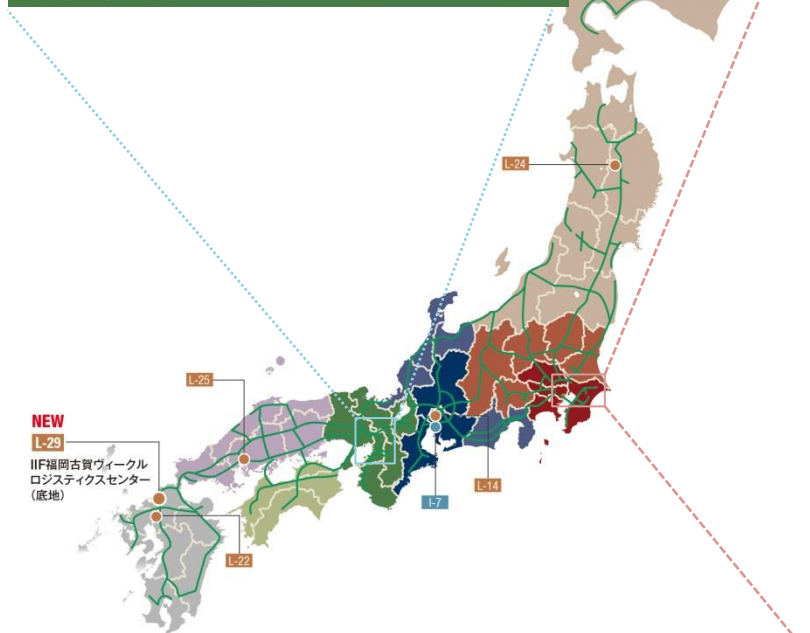 L-24
L-25
NEW
L-29
IIF福岡古賀ヴィークル
ロジスティクスセンター
（底地）
L-14
I-7
L-22